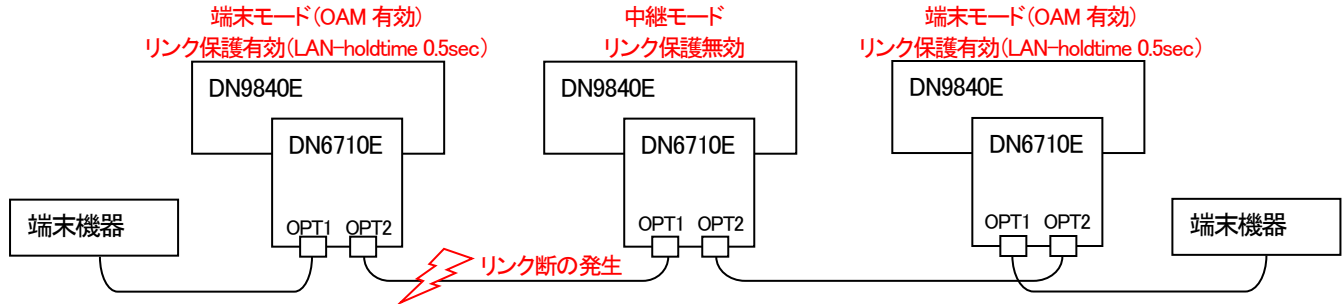 端末モード(OAM 有効)
リンク保護有効(LAN-holdtime 0.5sec)
中継モード
リンク保護無効
端末モード(OAM 有効)
リンク保護有効(LAN-holdtime 0.5sec)
DN9840E
DN9840E
DN9840E
DN6710E
DN6710E
DN6710E
端末機器
OPT1 OPT2
OPT1 OPT2
OPT1 OPT2
端末機器
リンク断の発生